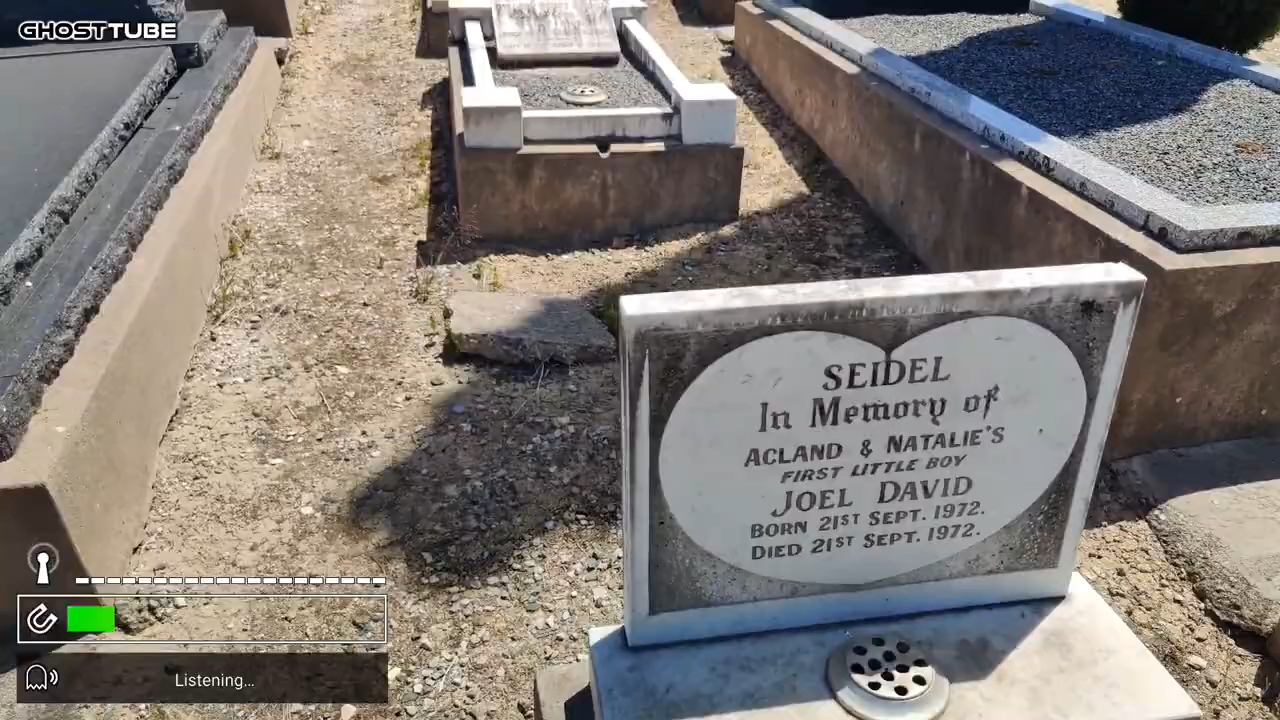 GHOSTTUBE
SEIDEL
In Memory of
ACLAND & NATALIE'S
FIRST LITTLE BOY
JOEL DAVID
BORN 21ST SEPT. 1972.
DIED 21ST SEPT. 1972.
Listening...